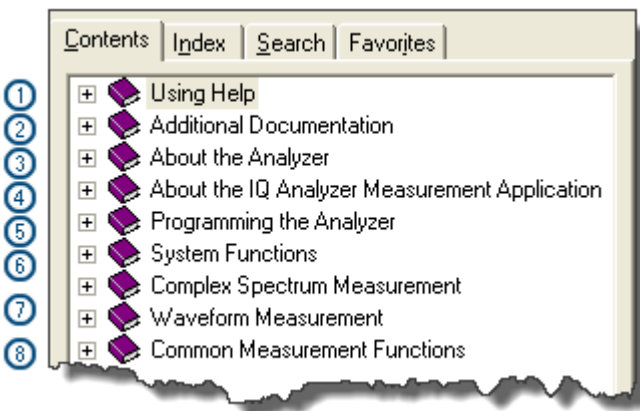 Contents Index Search Favorites
1 Using Help
2 Additional Documentation
3 About the Analyzer
4 About the IQ Analyzer Measurement Application
5 Programming the Analyzer
6 System Functions
Complex Spectrum Measurement
7 Waveform Measurement
8 Common Measurement Functions